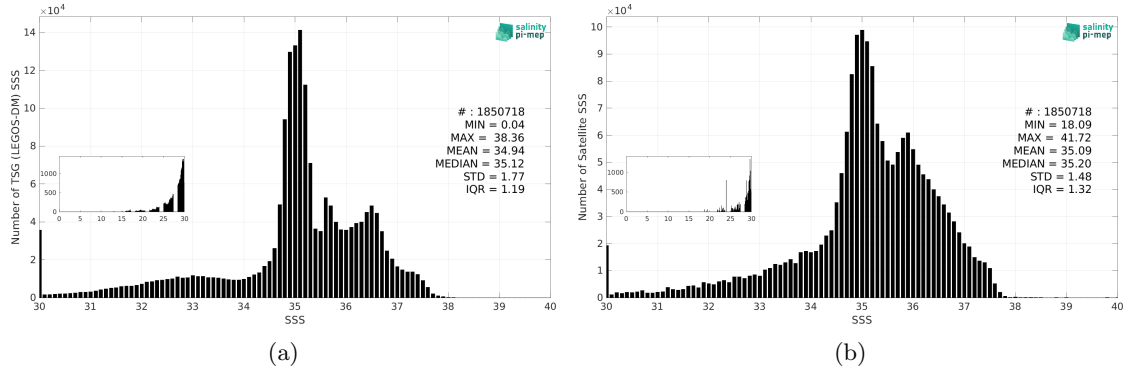 ×10⁴
14
12
10
8
6
4
2
0
Number of TSG (LEGOS-DM) SSS
salinity
pi-mep
# : 1850718
MIN = 0.04
MAX = 38.36
MEAN = 34.94
MEDIAN = 35.12
STD = 1.77
IQR = 1.19
1000
500
0
0 5 10 15 20 25 30
30 31 32 33 34 35 36 37 38 39 40
SSS
(a)
×10⁴
10
9
8
7
6
5
4
3
2
1
0
Number of Satellite SSS
salinity
pi-mep
# : 1850718
MIN = 18.09
MAX = 41.72
MEAN = 35.09
MEDIAN = 35.20
STD = 1.48
IQR = 1.32
1000
500
0
0 5 10 15 20 25 30
30 31 32 33 34 35 36 37 38 39 40
SSS
(b)